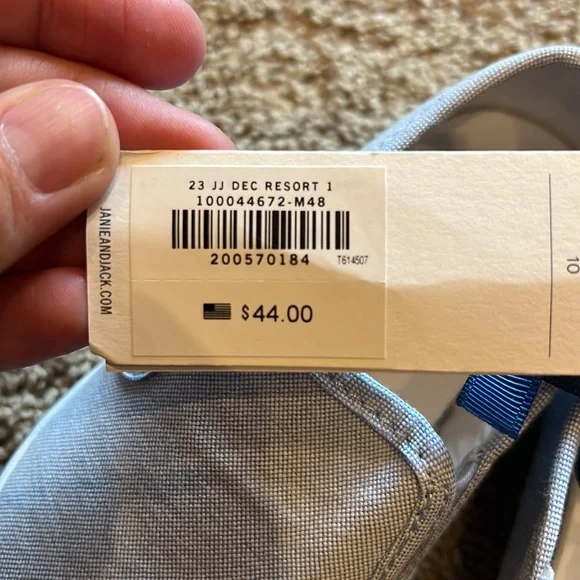 23 JJ DEC RESORT 1
100044672-M48
200570184
T614507
$44.00
JANIEANDJACK.COM
10